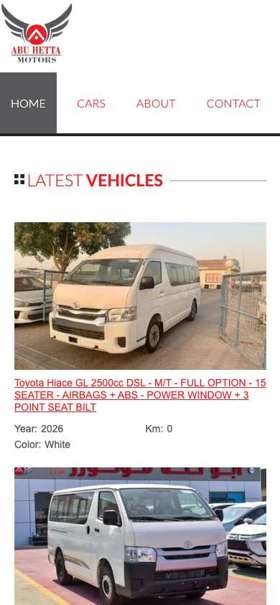 ABU HETTA
MOTORS
HOME
CARS
ABOUT
CONTACT
LATEST VEHICLES
Toyota Hiace GL 2500cc DSL - M/T - FULL OPTION - 15
SEATER - AIRBAGS + ABS - POWER WINDOW + 3
POINT SEAT BILT
Year: 2026
Km: 0
Color: White